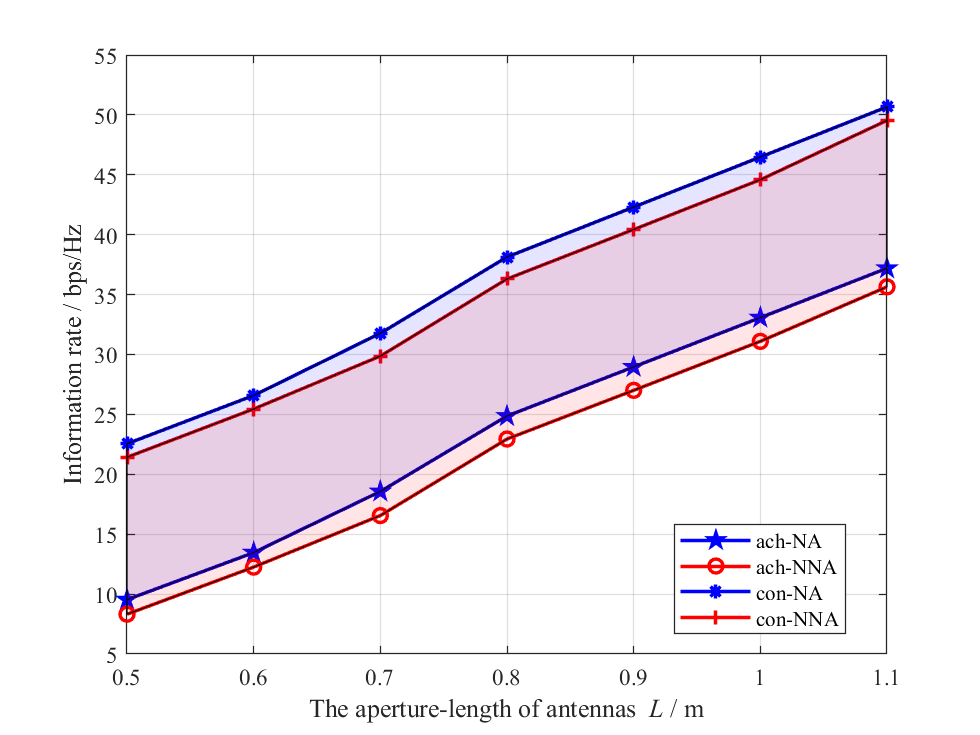 55
50
45
40
35
30
25
20
15
10
5
Information rate / bps/Hz
0.5 0.6 0.7 0.8 0.9 1 1.1
The aperture-length of antennas L / m
ach-NA
ach-NNA
con-NA
con-NNA